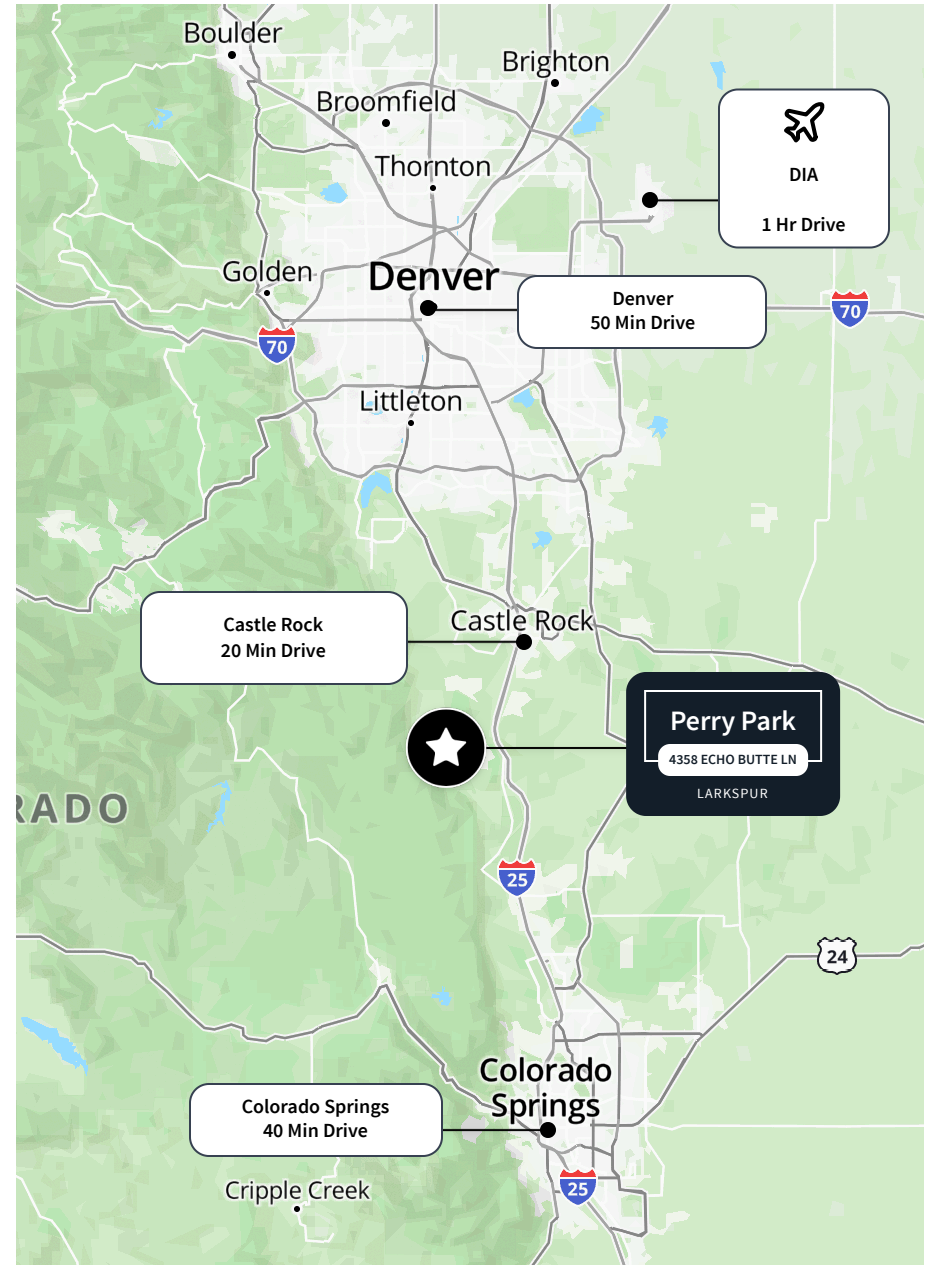 Boulder
Brighton
Broomfield
DIA
1 Hr Drive
Thornton
Golden
Denver
Denver
50 Min Drive
70
70
Littleton
Castle Rock
20 Min Drive
Castle Rock
Perry Park
4358 ECHO BUTTE LN
LARKSPUR
RADO
25
24
Colorado
Springs
Colorado Springs
40 Min Drive
25
Cripple Creek